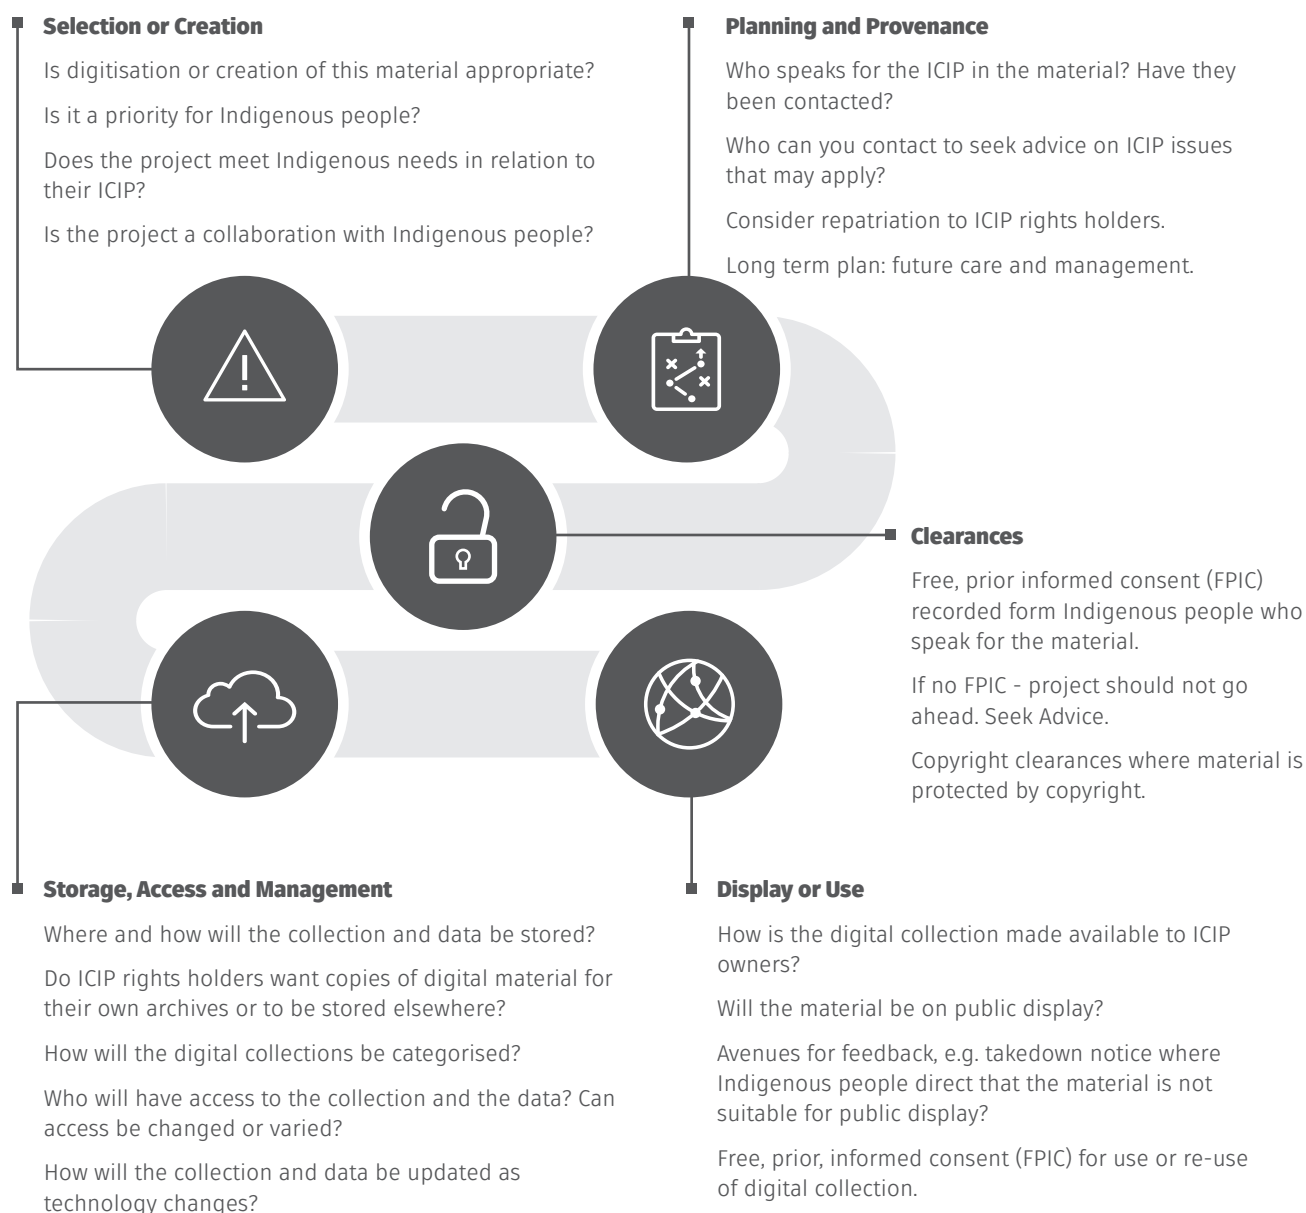 Selection or Creation
Is digitisation or creation of this material appropriate?
Is it a priority for Indigenous people?
Does the project meet Indigenous needs in relation to
their ICIP?
Is the project a collaboration with Indigenous people?
Planning and Provenance
Who speaks for the ICIP in the material? Have they
been contacted?
Who can you contact to seek advice on ICIP issues
that may apply?
Consider repatriation to ICIP rights holders.
Long term plan: future care and management.
Clearances
Free, prior informed consent (FPIC)
recorded form Indigenous people who
speak for the material.
If no FPIC - project should not go
ahead. Seek Advice.
Copyright clearances where material is
protected by copyright.
Storage, Access and Management
Where and how will the collection and data be stored?
Do ICIP rights holders want copies of digital material for
their own archives or to be stored elsewhere?
How will the digital collections be categorised?
Who will have access to the collection and the data? Can
access be changed or varied?
How will the collection and data be updated as
technology changes?
Display or Use
How is the digital collection made available to ICIP
owners?
Will the material be on public display?
Avenues for feedback, e.g. takedown notice where
Indigenous people direct that the material is not
suitable for public display?
Free, prior, informed consent (FPIC) for use or re-use
of digital collection.